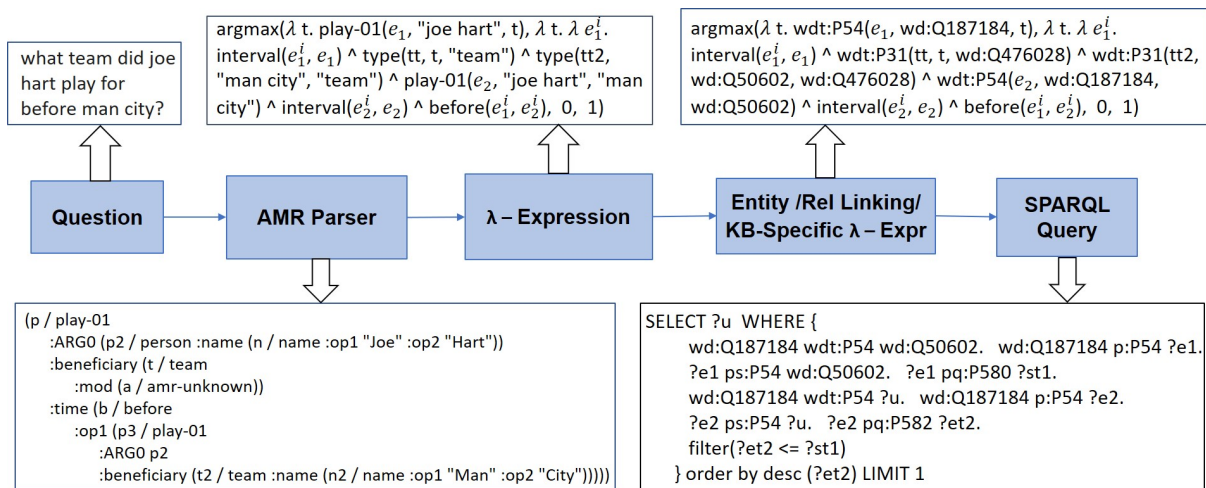 what team did joe
hart play for
before man city?
argmax(λ t. play-01(e₁, "joe hart", t), λ t. λ e₁ⁱ.
interval(e₁ⁱ, e₁) ^ type(tt, t, "team") ^ type(tt2,
"man city", "team") ^ play-01(e₂, "joe hart", "man
city") ^ interval(e₂ⁱ, e₂) ^ before(e₁ⁱ, e₂ⁱ), 0, 1)
argmax(λ t. wdt:P54(e₁, wd:Q187184, t), λ t. λ e₁ⁱ.
interval(e₁ⁱ, e₁) ^ wdt:P31(tt, t, wd:Q476028) ^ wdt:P31(tt2,
wd:Q50602, wd:Q476028) ^ wdt:P54(e₂, wd:Q187184,
wd:Q50602) ^ interval(e₂ⁱ, e₂) ^ before(e₁ⁱ, e₂ⁱ), 0, 1)
Question
AMR Parser
λ – Expression
Entity /Rel Linking/
KB-Specific λ – Expr
SPARQL
Query
(p / play-01
:ARG0 (p2 / person :name (n / name :op1 "Joe" :op2 "Hart"))
:beneficiary (t / team
:mod (a / amr-unknown))
:time (b / before
:op1 (p3 / play-01
:ARG0 p2
:beneficiary (t2 / team :name (n2 / name :op1 "Man" :op2 "City")))))
SELECT ?u WHERE {
wd:Q187184 wdt:P54 wd:Q50602. wd:Q187184 p:P54 ?e1.
?e1 ps:P54 wd:Q50602. ?e1 pq:P580 ?st1.
wd:Q187184 wdt:P54 ?u. wd:Q187184 p:P54 ?e2.
?e2 ps:P54 ?u. ?e2 pq:P582 ?et2.
filter(?et2 <= ?st1)
} order by desc (?et2) LIMIT 1